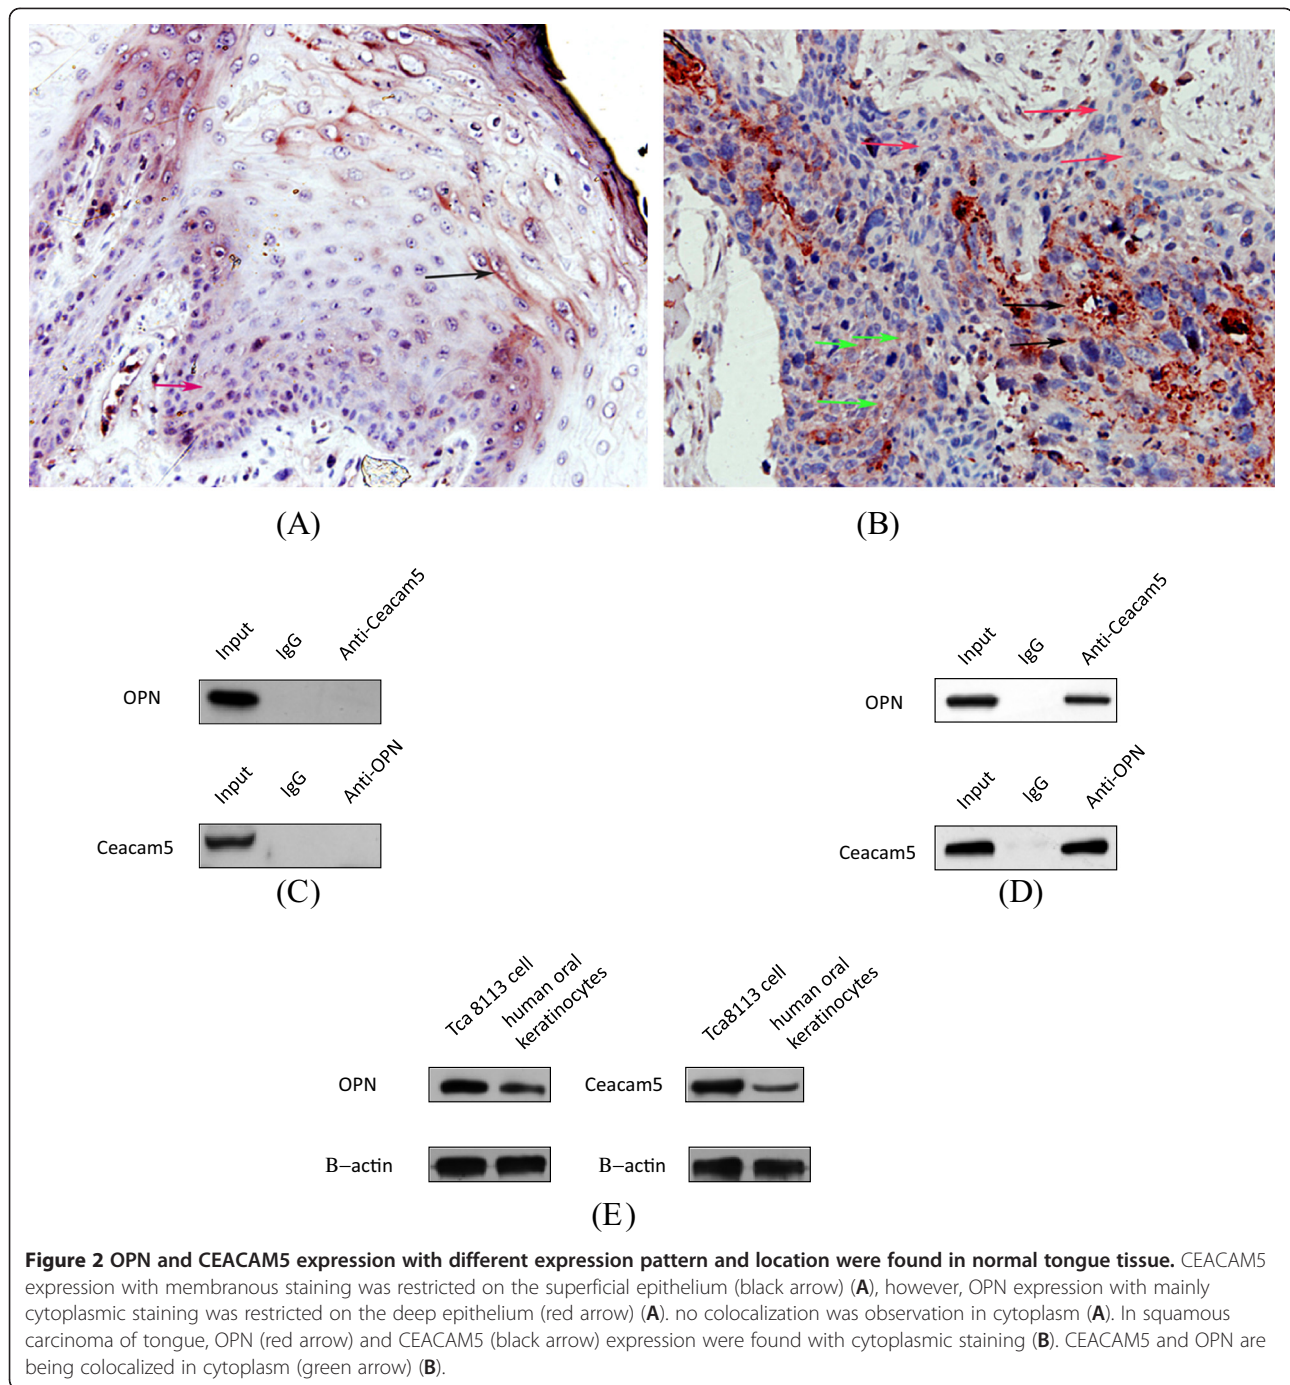 (A)
(B)
Input IgG Anti-Ceacam5
OPN
Input IgG Anti-OPN
Ceacam5
(C)
Input IgG Anti-Ceacam5
OPN
Input IgG Anti-OPN
Ceacam5
(D)
Tca 8113 cell human oral keratinocytes
Tca8113 cell human oral keratinocytes
OPN
Ceacam5
B–actin
B–actin
(E)
Figure 2 OPN and CEACAM5 expression with different expression pattern and location were found in normal tongue tissue. CEACAM5
expression with membranous staining was restricted on the superficial epithelium (black arrow) (A), however, OPN expression with mainly
cytoplasmic staining was restricted on the deep epithelium (red arrow) (A). no colocalization was observation in cytoplasm (A). In squamous
carcinoma of tongue, OPN (red arrow) and CEACAM5 (black arrow) expression were found with cytoplasmic staining (B). CEACAM5 and OPN are
being colocalized in cytoplasm (green arrow) (B).